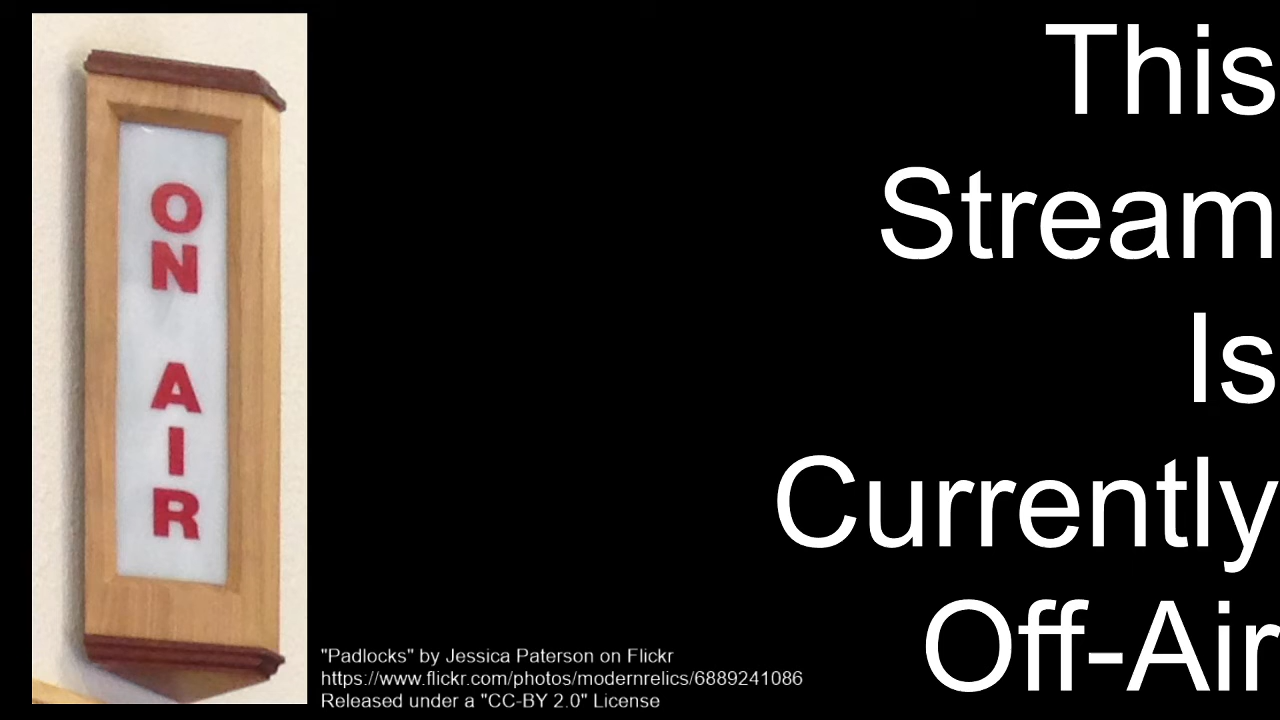 ON
AIR
This
Stream
Is
Currently
Off-Air
"Padlocks" by Jessica Paterson on Flickr
https://www.flickr.com/photos/modernrelics/6889241086
Released under a "CC-BY 2.0" License